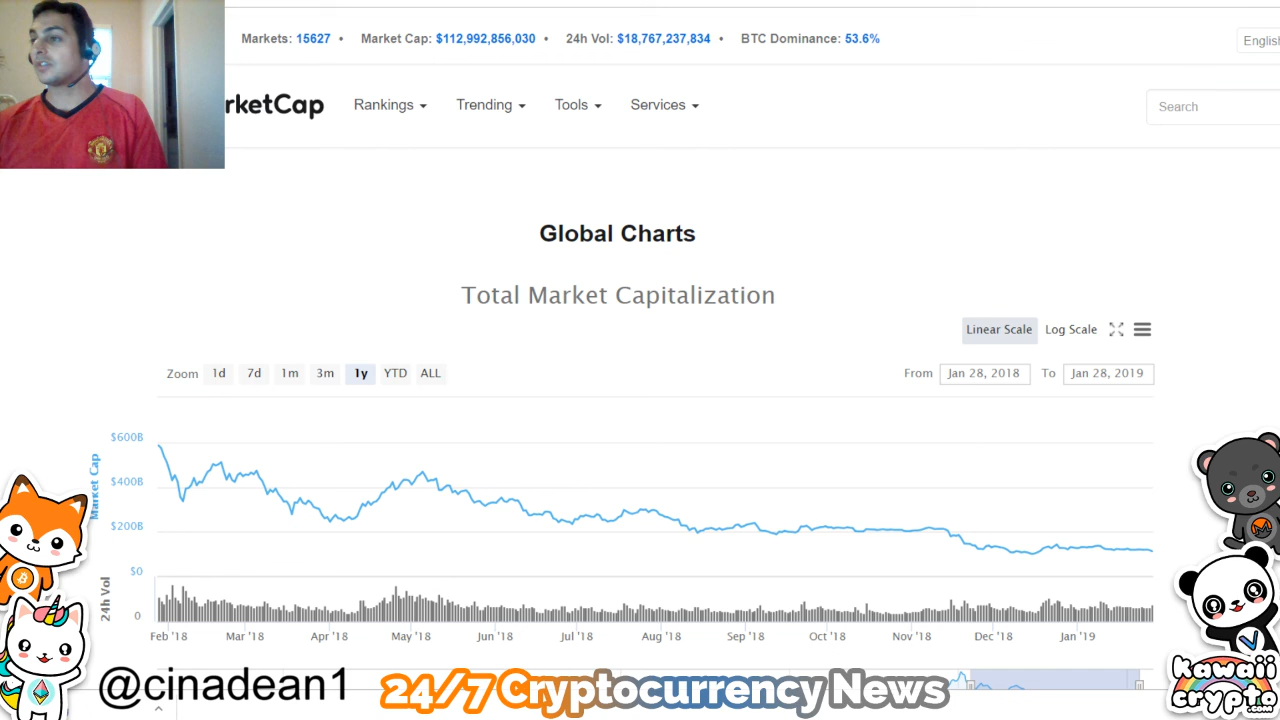 Markets: 15627 • Market Cap: $112,992,856,030 • 24h Vol: $18,767,237,834 • BTC Dominance: 53.6%
English
rketCap Rankings Trending Tools Services Search
Global Charts
Total Market Capitalization
Linear Scale Log Scale
Zoom 1d 7d 1m 3m 1y YTD ALL From Jan 28, 2018 To Jan 28, 2019
$600B
$400B
$200B
$0
Market Cap
24h Vol
0
Feb '18 Mar '18 Apr '18 May '18 Jun '18 Jul '18 Aug '18 Sep '18 Oct '18 Nov '18 Dec '18 Jan '19
@cinadean1 24/7 Cryptocurrency News
kawaii
crypto
.com